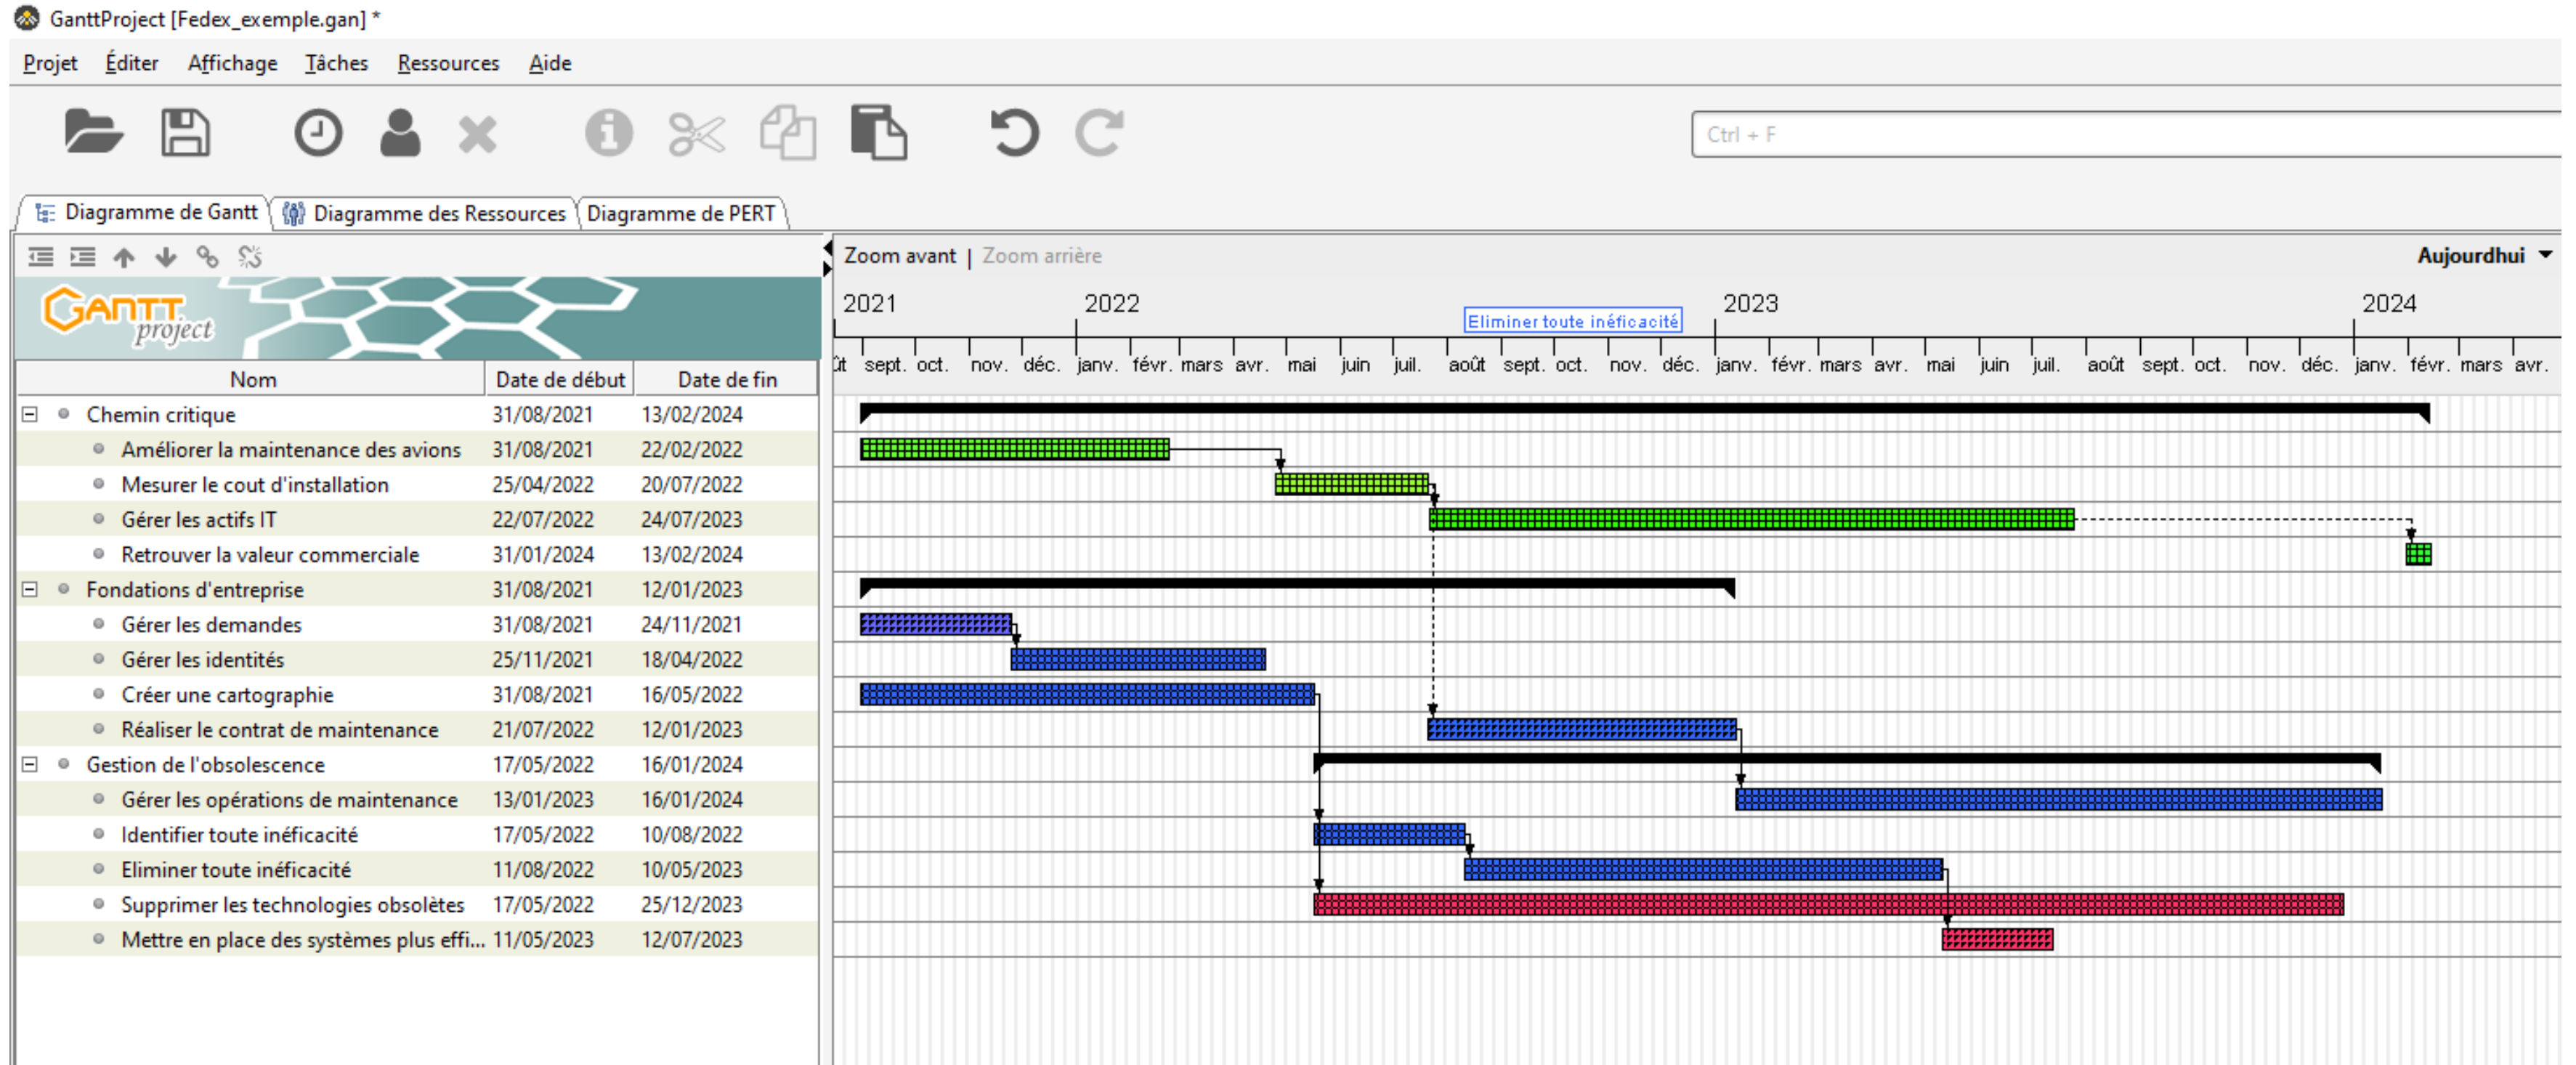 GanttProject [Fedex_exemple.gan] *
Projet Éditer Affichage Tâches Ressources Aide
Ctrl + F
Diagramme de Gantt Diagramme des Ressources Diagramme de PERT
Zoom avant | Zoom arrière Aujourdhui
GANTT project
2021 2022 2023 2024
Eliminer toute inéficacité
ût sept. oct. nov. déc. janv. févr. mars avr. mai juin juil. août sept. oct. nov. déc. janv. févr. mars avr. mai juin juil. août sept. oct. nov. déc. janv. févr. mars avr.
Nom Date de début Date de fin
Chemin critique 31/08/2021 13/02/2024
Améliorer la maintenance des avions 31/08/2021 22/02/2022
Mesurer le cout d'installation 25/04/2022 20/07/2022
Gérer les actifs IT 22/07/2022 24/07/2023
Retrouver la valeur commerciale 31/01/2024 13/02/2024
Fondations d'entreprise 31/08/2021 12/01/2023
Gérer les demandes 31/08/2021 24/11/2021
Gérer les identités 25/11/2021 18/04/2022
Créer une cartographie 31/08/2021 16/05/2022
Réaliser le contrat de maintenance 21/07/2022 12/01/2023
Gestion de l'obsolescence 17/05/2022 16/01/2024
Gérer les opérations de maintenance 13/01/2023 16/01/2024
Identifier toute inéficacité 17/05/2022 10/08/2022
Eliminer toute inéficacité 11/08/2022 10/05/2023
Supprimer les technologies obsolètes 17/05/2022 25/12/2023
Mettre en place des systèmes plus effi... 11/05/2023 12/07/2023